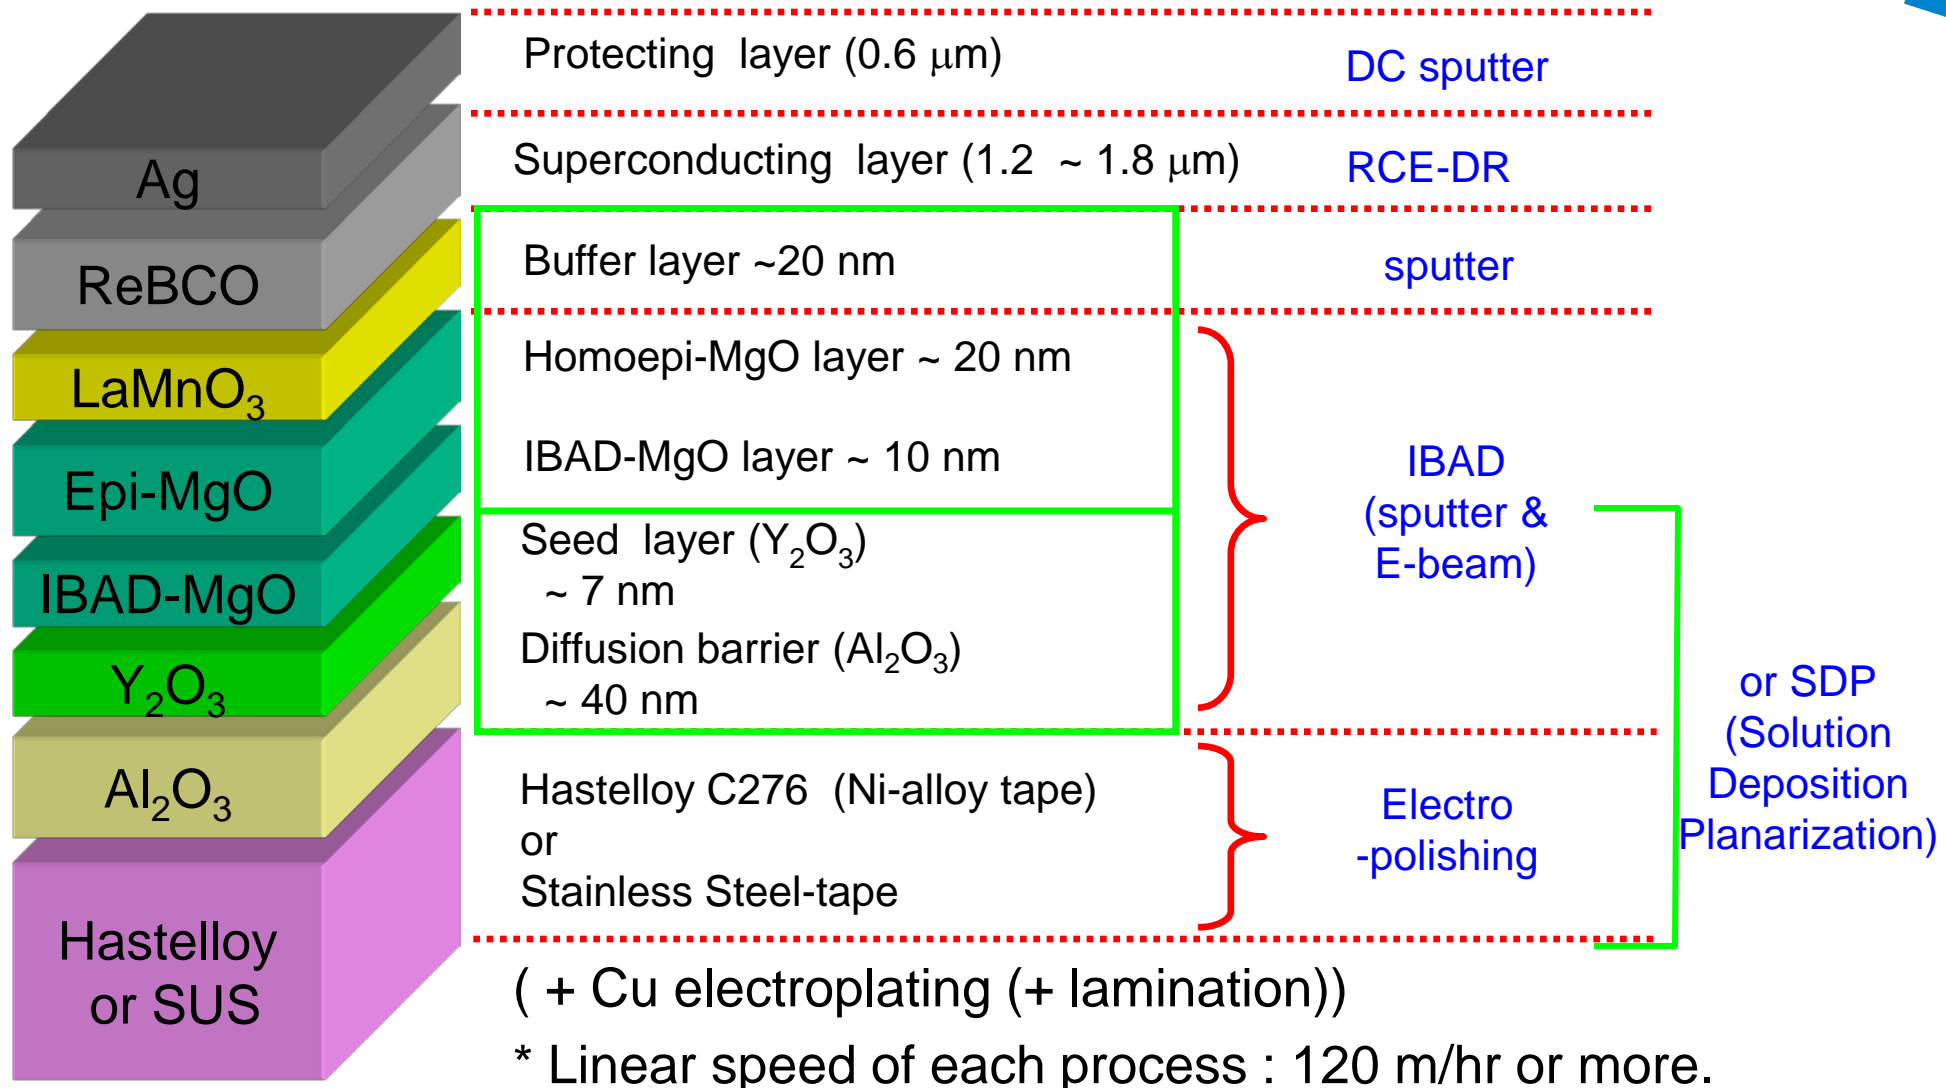 Ag
ReBCO
LaMnO₃
Epi-MgO
IBAD-MgO
Y₂O₃
Al₂O₃
Hastelloy
or SUS
Protecting layer (0.6 μm)
DC sputter
Superconducting layer (1.2 ~ 1.8 μm)
RCE-DR
Buffer layer ~20 nm
sputter
Homoepi-MgO layer ~ 20 nm
IBAD-MgO layer ~ 10 nm
Seed layer (Y₂O₃)
~ 7 nm
Diffusion barrier (Al₂O₃)
~ 40 nm
IBAD
(sputter &
E-beam)
Hastelloy C276 (Ni-alloy tape)
or
Stainless Steel-tape
Electro
-polishing
or SDP
(Solution
Deposition
Planarization)
( + Cu electroplating (+ lamination))
* Linear speed of each process : 120 m/hr or more.